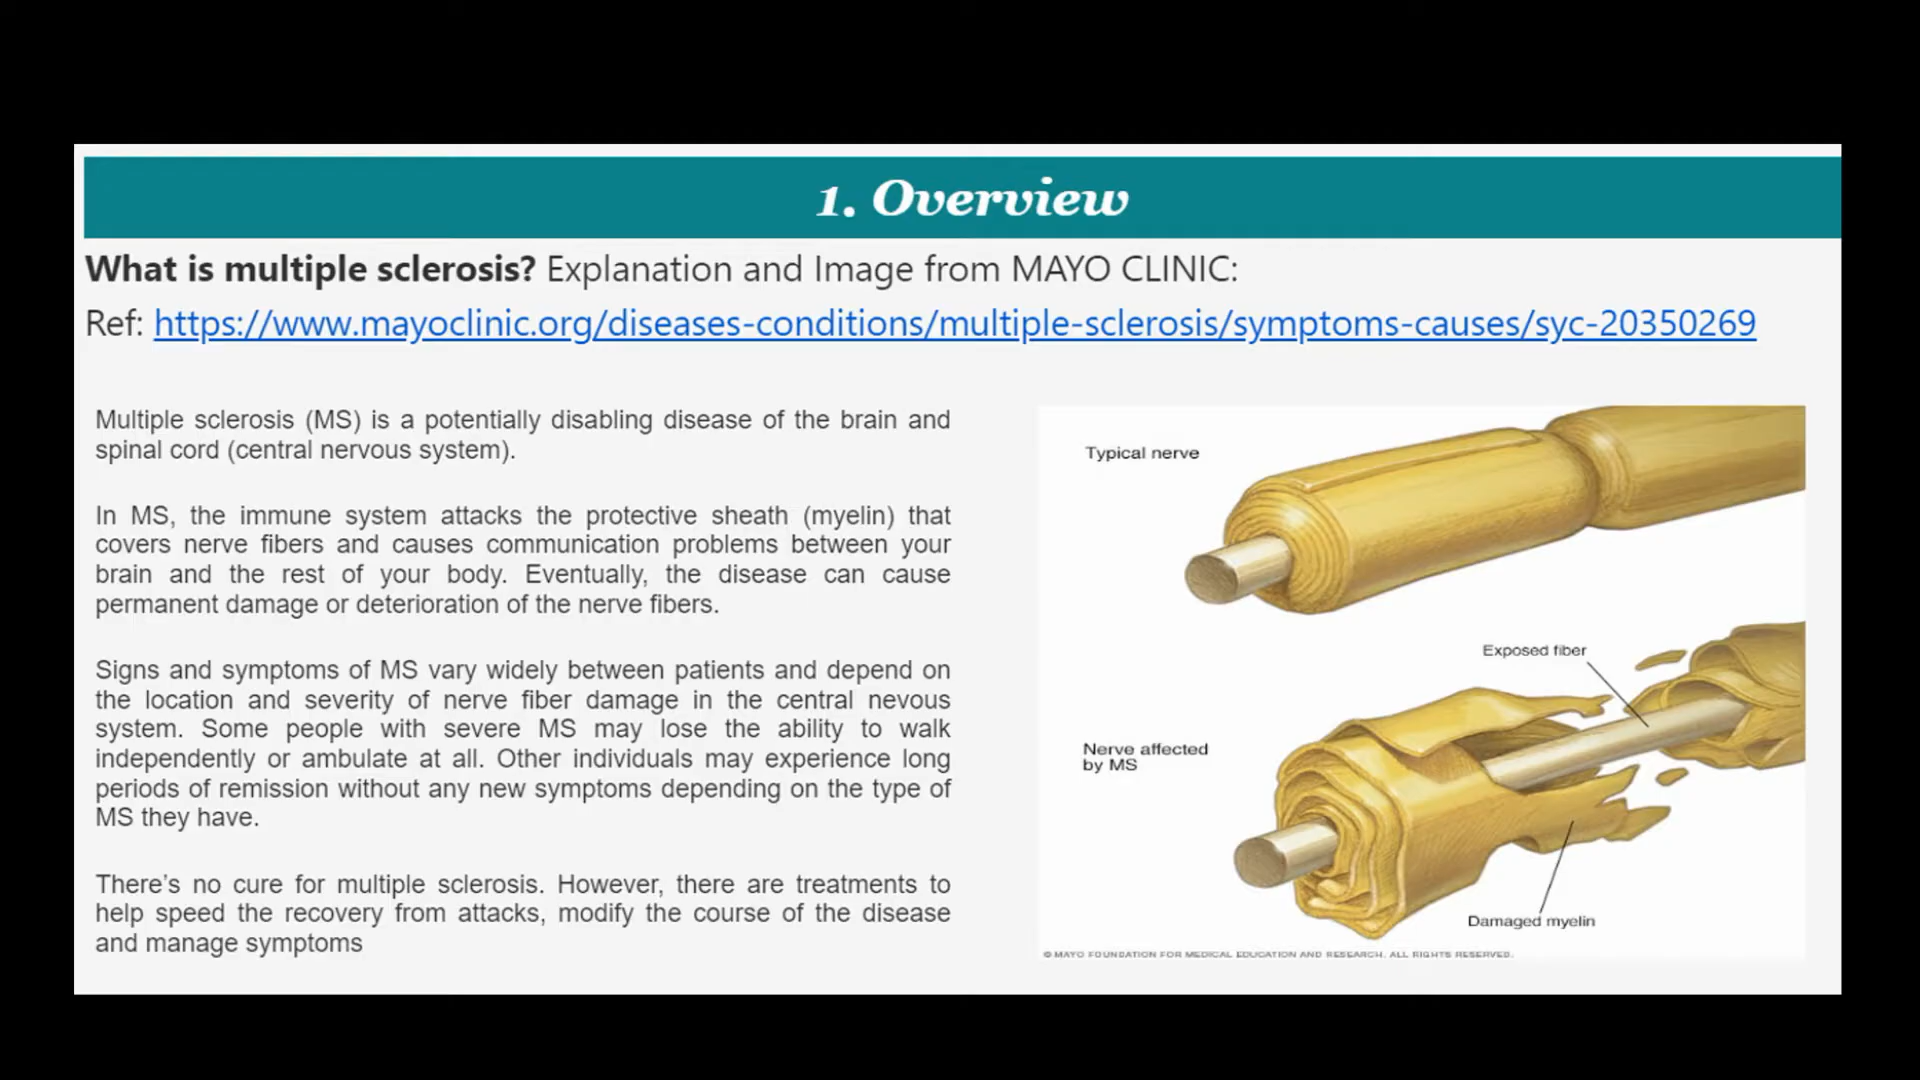 1. Overview
What is multiple sclerosis? Explanation and Image from MAYO CLINIC:
Ref: https://www.mayoclinic.org/diseases-conditions/multiple-sclerosis/symptoms-causes/syc-20350269
Multiple sclerosis (MS) is a potentially disabling disease of the brain and
spinal cord (central nervous system).
In MS, the immune system attacks the protective sheath (myelin) that
covers nerve fibers and causes communication problems between your
brain and the rest of your body. Eventually, the disease can cause
permanent damage or deterioration of the nerve fibers.
Signs and symptoms of MS vary widely between patients and depend on
the location and severity of nerve fiber damage in the central nevous
system. Some people with severe MS may lose the ability to walk
independently or ambulate at all. Other individuals may experience long
periods of remission without any new symptoms depending on the type of
MS they have.
There's no cure for multiple sclerosis. However, there are treatments to
help speed the recovery from attacks, modify the course of the disease
and manage symptoms
Typical nerve
Exposed fiber
Nerve affected
by MS
Damaged myelin
© MAYO FOUNDATION FOR MEDICAL EDUCATION AND RESEARCH. ALL RIGHTS RESERVED.